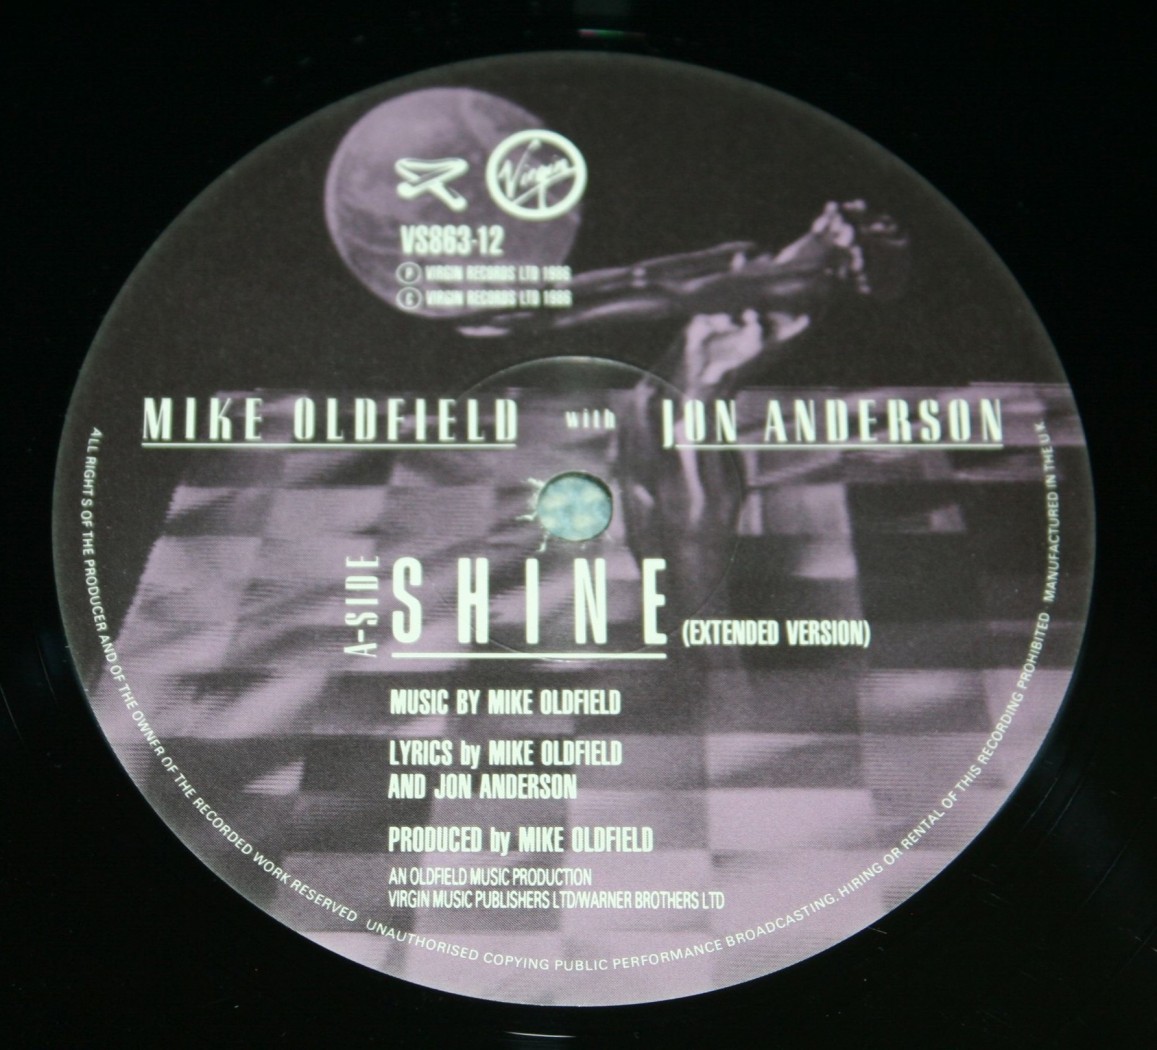 Virgin
VS863-12
P VIRGIN RECORDS LTD 1986
C VIRGIN RECORDS LTD 1986
MIKE OLDFIELD with JON ANDERSON
A-SIDE
SHINE (EXTENDED VERSION)
MUSIC BY MIKE OLDFIELD
LYRICS by MIKE OLDFIELD
AND JON ANDERSON
PRODUCED by MIKE OLDFIELD
AN OLDFIELD MUSIC PRODUCTION
VIRGIN MUSIC PUBLISHERS LTD/WARNER BROTHERS LTD
ALL RIGHTS OF THE PRODUCER AND OF THE OWNER OF THE RECORDED WORK RESERVED UNAUTHORISED COPYING PUBLIC PERFORMANCE BROADCASTING, HIRING OR RENTAL OF THIS RECORDING PROHIBITED MANUFACTURED IN THE U.K.